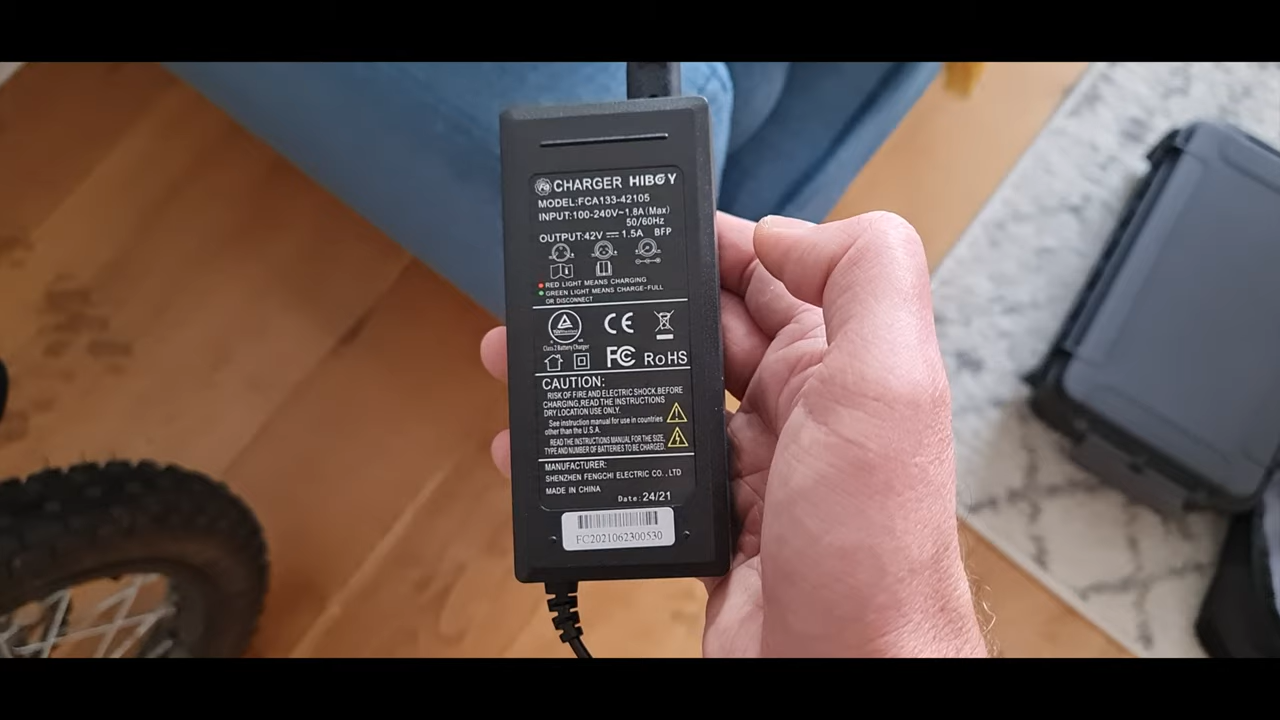 CHARGER HIBOY
MODEL:FCA133-42105
INPUT:100-240V~1.8A(Max)
50/60Hz
OUTPUT:42V⎓1.5A BFP
RED LIGHT MEANS CHARGING
GREEN LIGHT MEANS CHARGE-FULL
OR DISCONNECT
Class 2 Battery Charger
CE
FC RoHS
CAUTION:
RISK OF FIRE AND ELECTRIC SHOCK.BEFORE
CHARGING,READ THE INSTRUCTIONS
DRY LOCATION USE ONLY.
See instruction manual for use in countries
other than the U.S.A.
READ THE INSTRUCTIONS MANUAL FOR THE SIZE,
TYPE AND NUMBER OF BATTERIES TO BE CHARGED.
MANUFACTURER:
SHENZHEN FENGCHI ELECTRIC CO.,LTD
MADE IN CHINA
Date:24/21
FC2021062300530